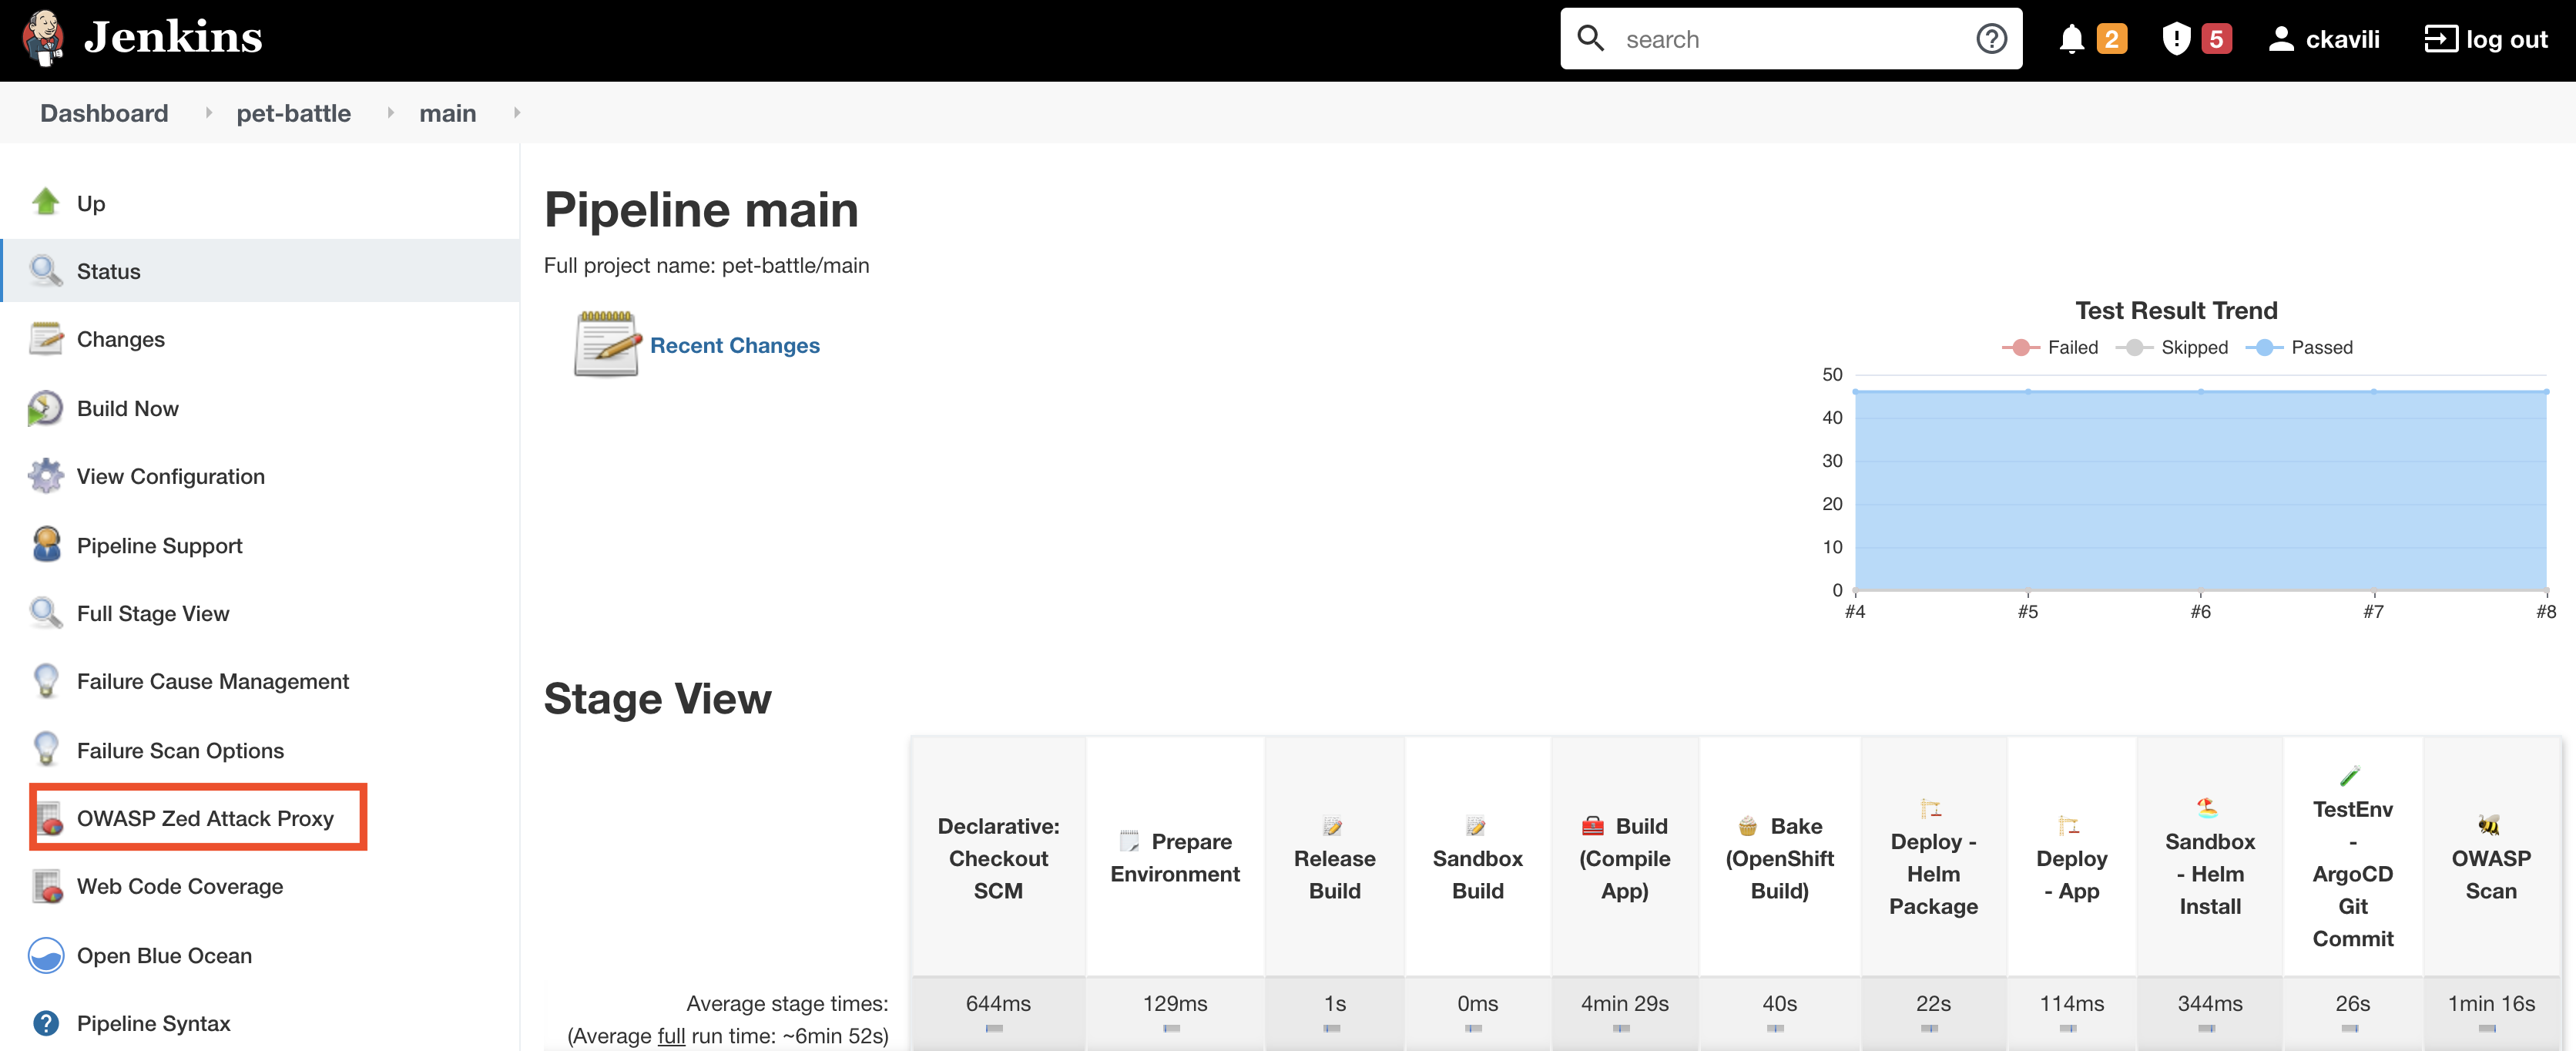 Jenkins
search
2
5
ckavili
log out
Dashboard
pet-battle
main
Up
Status
Changes
Build Now
View Configuration
Pipeline Support
Full Stage View
Failure Cause Management
Failure Scan Options
OWASP Zed Attack Proxy
Web Code Coverage
Open Blue Ocean
Pipeline Syntax
Pipeline main
Full project name: pet-battle/main
Recent Changes
Test Result Trend
Failed Skipped Passed
50
40
30
20
10
0
#4 #5 #6 #7 #8
Stage View
Declarative:
Checkout
SCM
Prepare
Environment
Release
Build
Sandbox
Build
Build
(Compile
App)
Bake
(OpenShift
Build)
Deploy -
Helm
Package
Deploy
- App
Sandbox
- Helm
Install
TestEnv
-
ArgoCD
Git
Commit
OWASP
Scan
Average stage times:
(Average full run time: ~6min 52s)
644ms
129ms
1s
0ms
4min 29s
40s
22s
114ms
344ms
26s
1min 16s